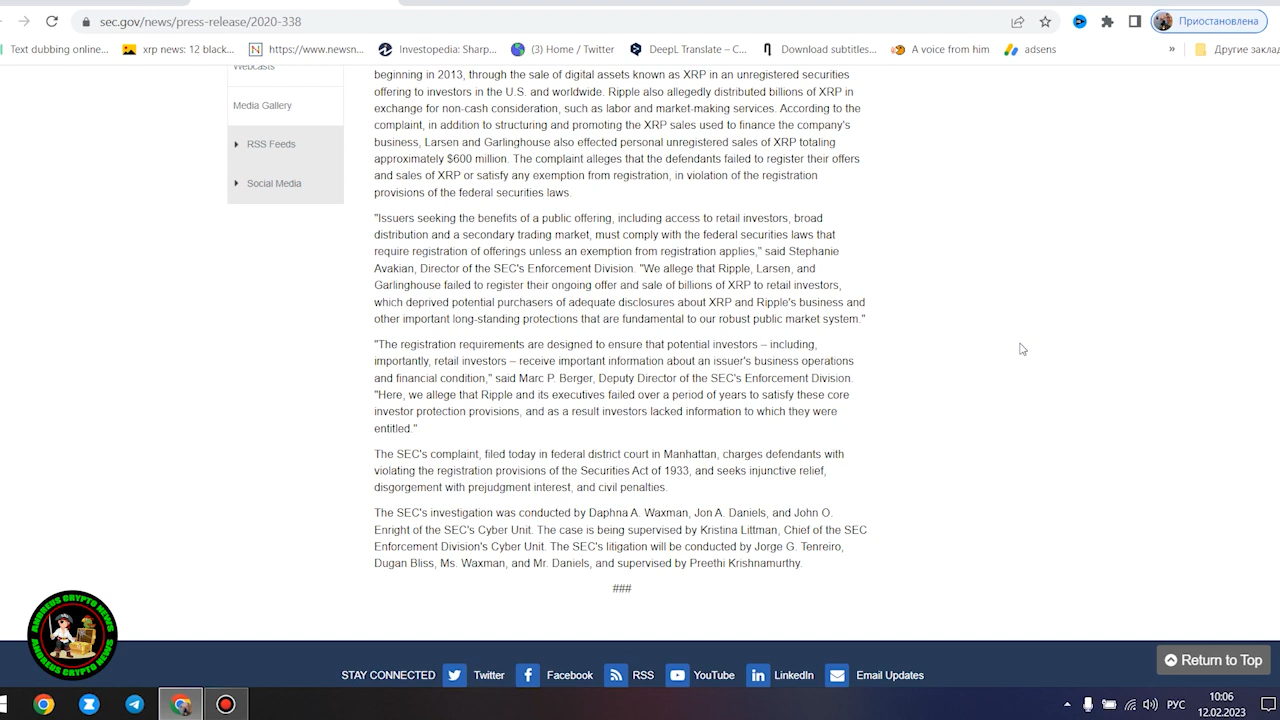 sec.gov/news/press-release/2020-338
Приостановлена
Text dubbing online...
xrp news: 12 black...
https://www.newsn...
Investopedia: Sharp...
(3) Home / Twitter
DeepL Translate – C...
Download subtitles...
A voice from him
adsens
»
Другие заклад
Webcasts
Media Gallery
RSS Feeds
Social Media
beginning in 2013, through the sale of digital assets known as XRP in an unregistered securities
offering to investors in the U.S. and worldwide. Ripple also allegedly distributed billions of XRP in
exchange for non-cash consideration, such as labor and market-making services. According to the
complaint, in addition to structuring and promoting the XRP sales used to finance the company's
business, Larsen and Garlinghouse also effected personal unregistered sales of XRP totaling
approximately $600 million. The complaint alleges that the defendants failed to register their offers
and sales of XRP or satisfy any exemption from registration, in violation of the registration
provisions of the federal securities laws.
"Issuers seeking the benefits of a public offering, including access to retail investors, broad
distribution and a secondary trading market, must comply with the federal securities laws that
require registration of offerings unless an exemption from registration applies," said Stephanie
Avakian, Director of the SEC's Enforcement Division. "We allege that Ripple, Larsen, and
Garlinghouse failed to register their ongoing offer and sale of billions of XRP to retail investors,
which deprived potential purchasers of adequate disclosures about XRP and Ripple's business and
other important long-standing protections that are fundamental to our robust public market system."
"The registration requirements are designed to ensure that potential investors – including,
importantly, retail investors – receive important information about an issuer's business operations
and financial condition," said Marc P. Berger, Deputy Director of the SEC's Enforcement Division.
"Here, we allege that Ripple and its executives failed over a period of years to satisfy these core
investor protection provisions, and as a result investors lacked information to which they were
entitled."
The SEC's complaint, filed today in federal district court in Manhattan, charges defendants with
violating the registration provisions of the Securities Act of 1933, and seeks injunctive relief,
disgorgement with prejudgment interest, and civil penalties.
The SEC's investigation was conducted by Daphna A. Waxman, Jon A. Daniels, and John O.
Enright of the SEC's Cyber Unit. The case is being supervised by Kristina Littman, Chief of the SEC
Enforcement Division's Cyber Unit. The SEC's litigation will be conducted by Jorge G. Tenreiro,
Dugan Bliss, Ms. Waxman, and Mr. Daniels, and supervised by Preethi Krishnamurthy.
###
ANDREUS CRYPTO NEWS
ANDREUS CRYPTO NEWS
Return to Top
STAY CONNECTED
Twitter
Facebook
RSS
YouTube
LinkedIn
Email Updates
РУС
10:06
12.02.2023